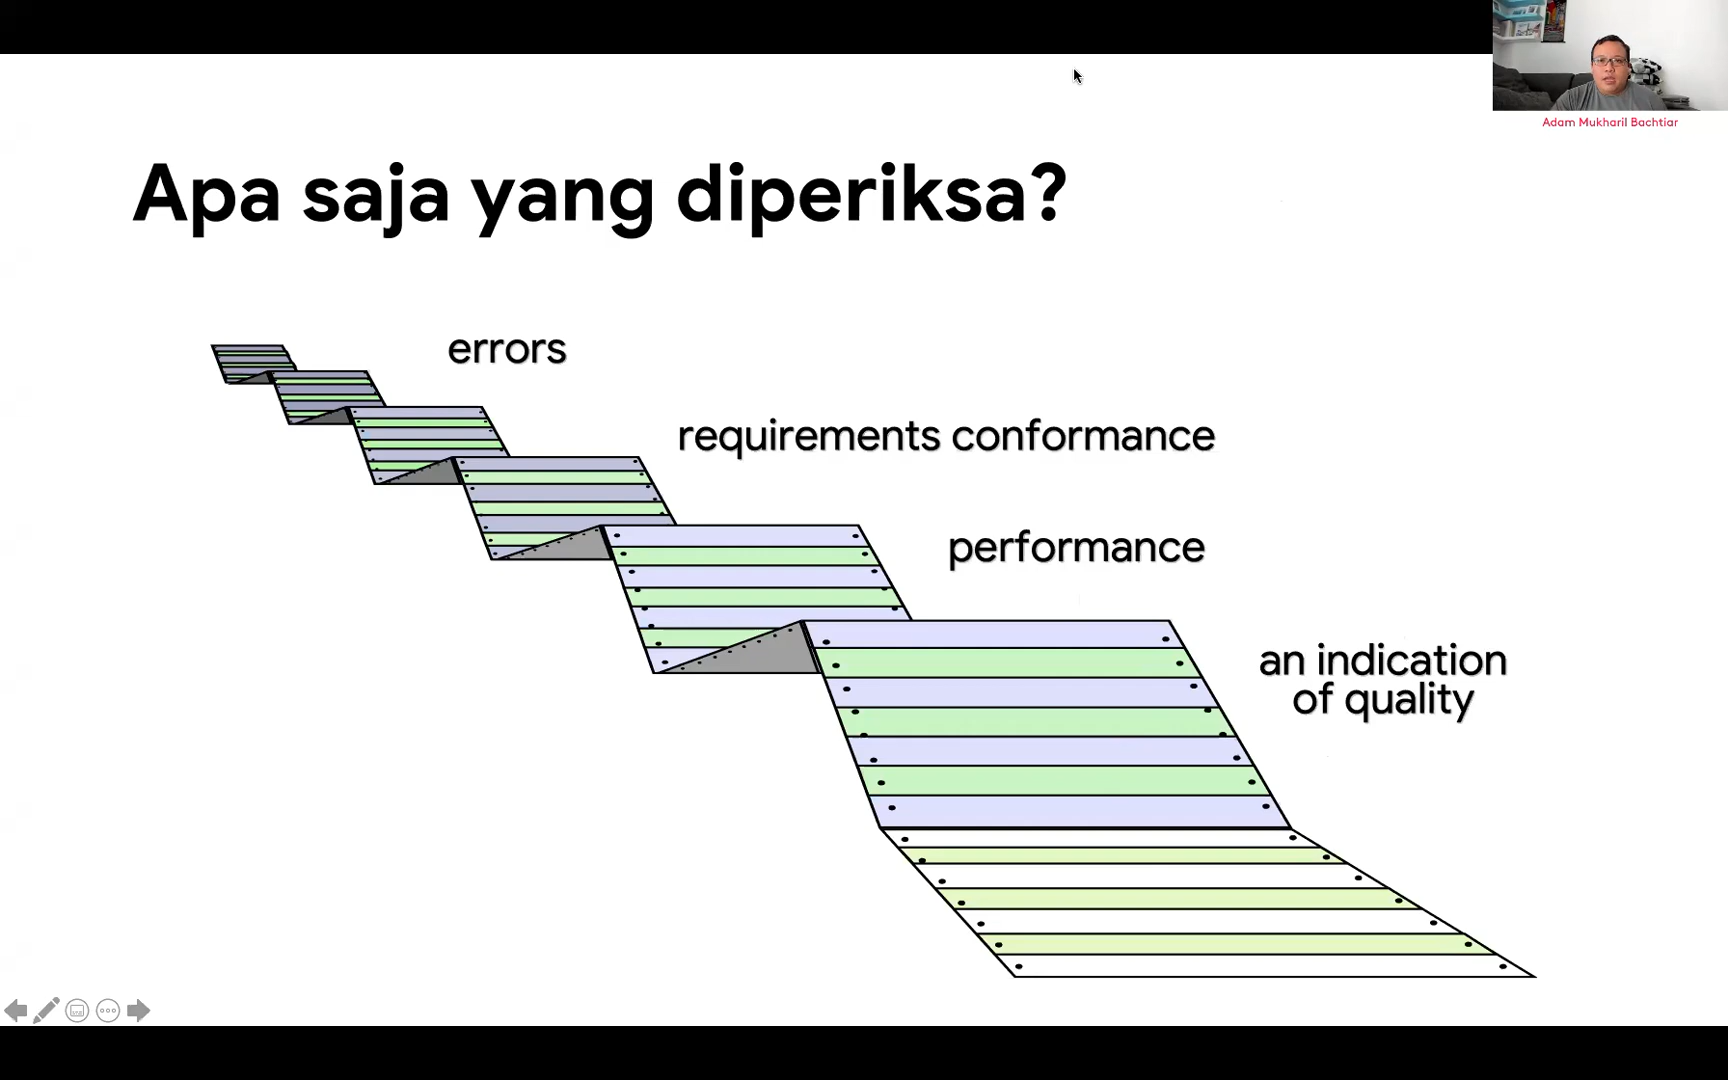 Adam Mukharil Bachtiar
Apa saja yang diperiksa?
errors
requirements conformance
performance
an indication
of quality